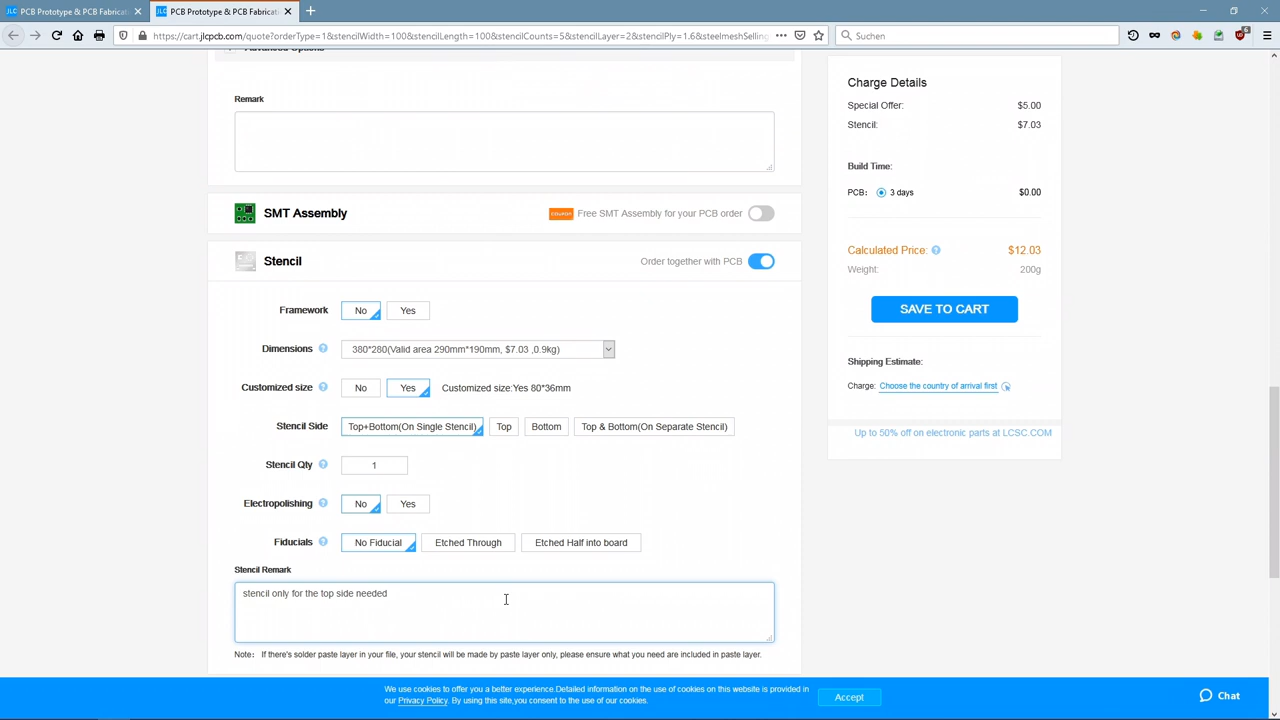 JLC PCB Prototype & PCB Fabricati
JLC PCB Prototype & PCB Fabricati
https://cart.jlcpcb.com/quote?orderType=1&stencilWidth=100&stencilLength=100&stencilCounts=5&stencilLayer=2&stencilPly=1.6&steelmeshSelling
Suchen
Advanced Options
Remark
SMT Assembly
Free SMT Assembly for your PCB order
Stencil
Order together with PCB
Framework No Yes
Dimensions ? 380*280(Valid area 290mm*190mm, $7.03 ,0.9kg)
Customized size ? No Yes Customized size:Yes 80*36mm
Stencil Side Top+Bottom(On Single Stencil) Top Bottom Top & Bottom(On Separate Stencil)
Stencil Qty ? 1
Electropolishing ? No Yes
Fiducials ? No Fiducial Etched Through Etched Half into board
Stencil Remark
stencil only for the top side needed
Note: If there's solder paste layer in your file, your stencil will be made by paste layer only, please ensure what you need are included in paste layer.
Charge Details
Special Offer: $5.00
Stencil: $7.03
Build Time:
PCB: 3 days $0.00
Calculated Price: ? $12.03
Weight: 200g
SAVE TO CART
Shipping Estimate:
Charge: Choose the country of arrival first
Up to 50% off on electronic parts at LCSC.COM
We use cookies to offer you a better experience.Detailed information on the use of cookies on this website is provided in
our Privacy Policy. By using this site,you consent to the use of our cookies.
Accept
Chat